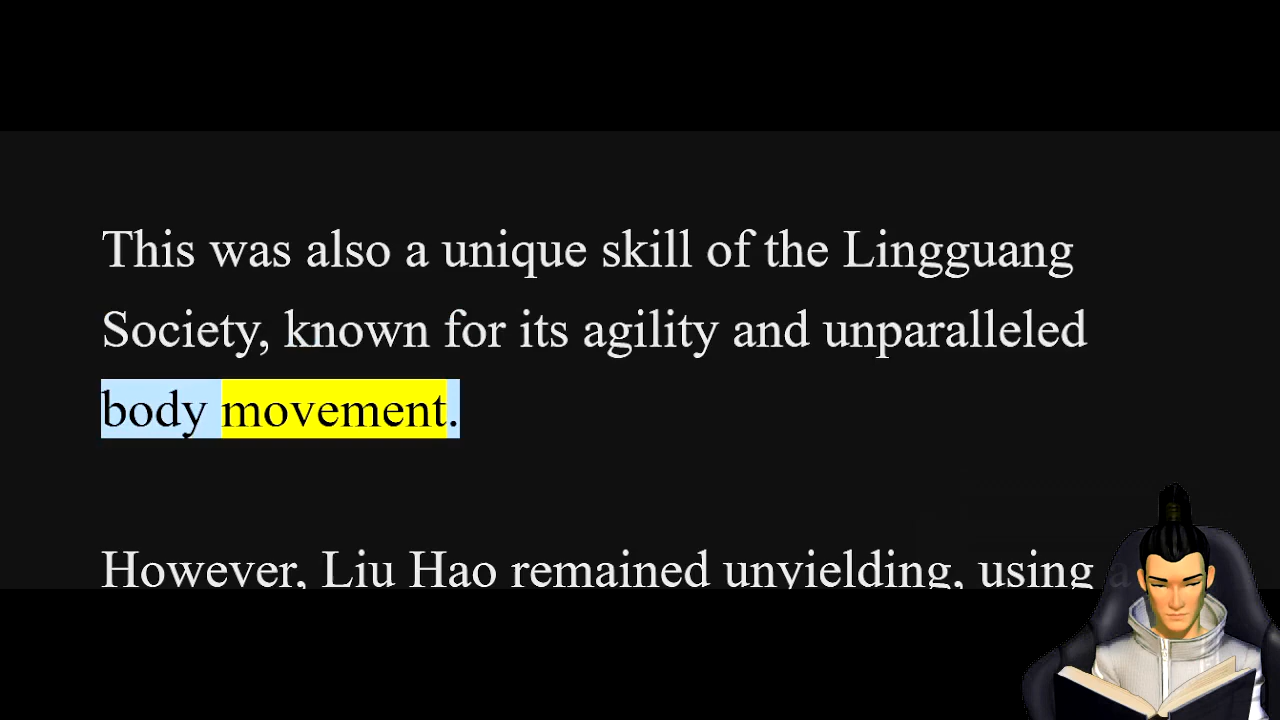 This was also a unique skill of the Lingguang
Society, known for its agility and unparalleled
body movement.
However, Liu Hao remained unyielding, using a